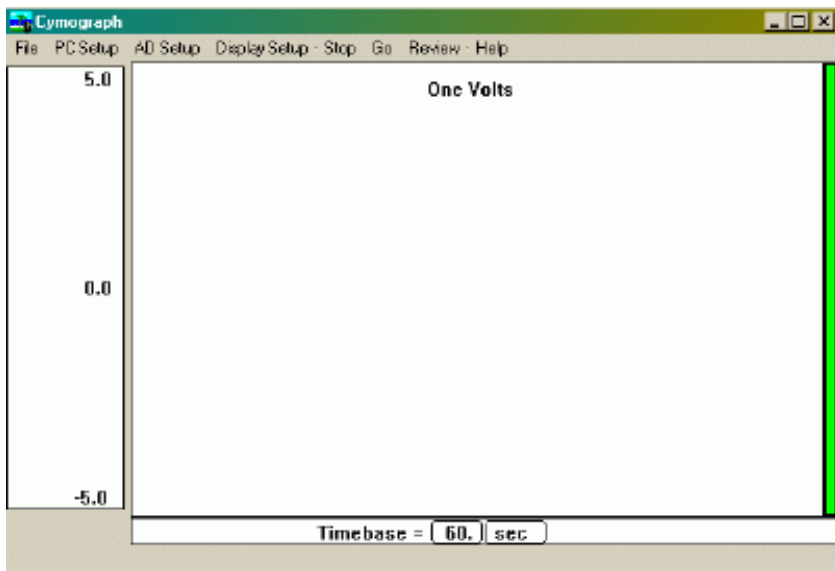 Cymograph
File PC Setup AD Setup Display Setup - Stop Go Review - Help
5.0
One Volts
0.0
-5.0
Timebase = 60. sec